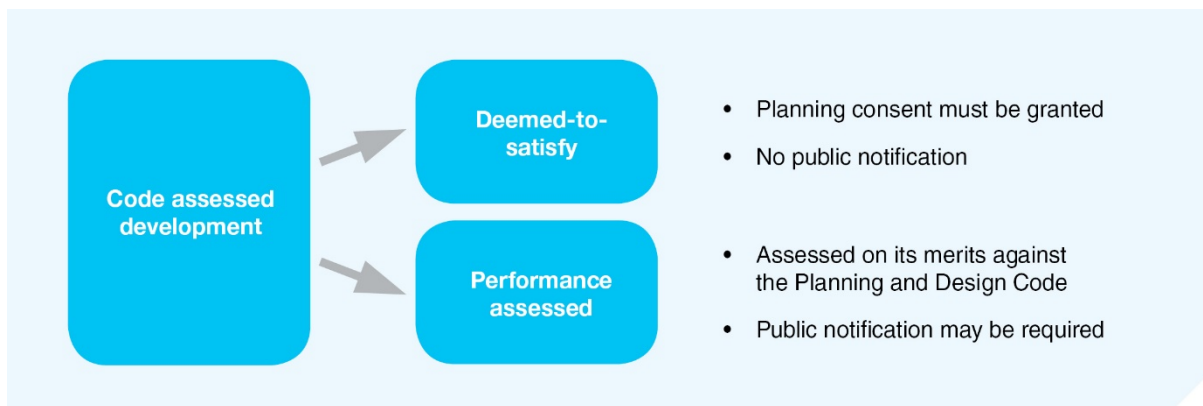 Code assessed
development
Deemed-to-
satisfy
• Planning consent must be granted
• No public notification
Performance
assessed
• Assessed on its merits against
the Planning and Design Code
• Public notification may be required